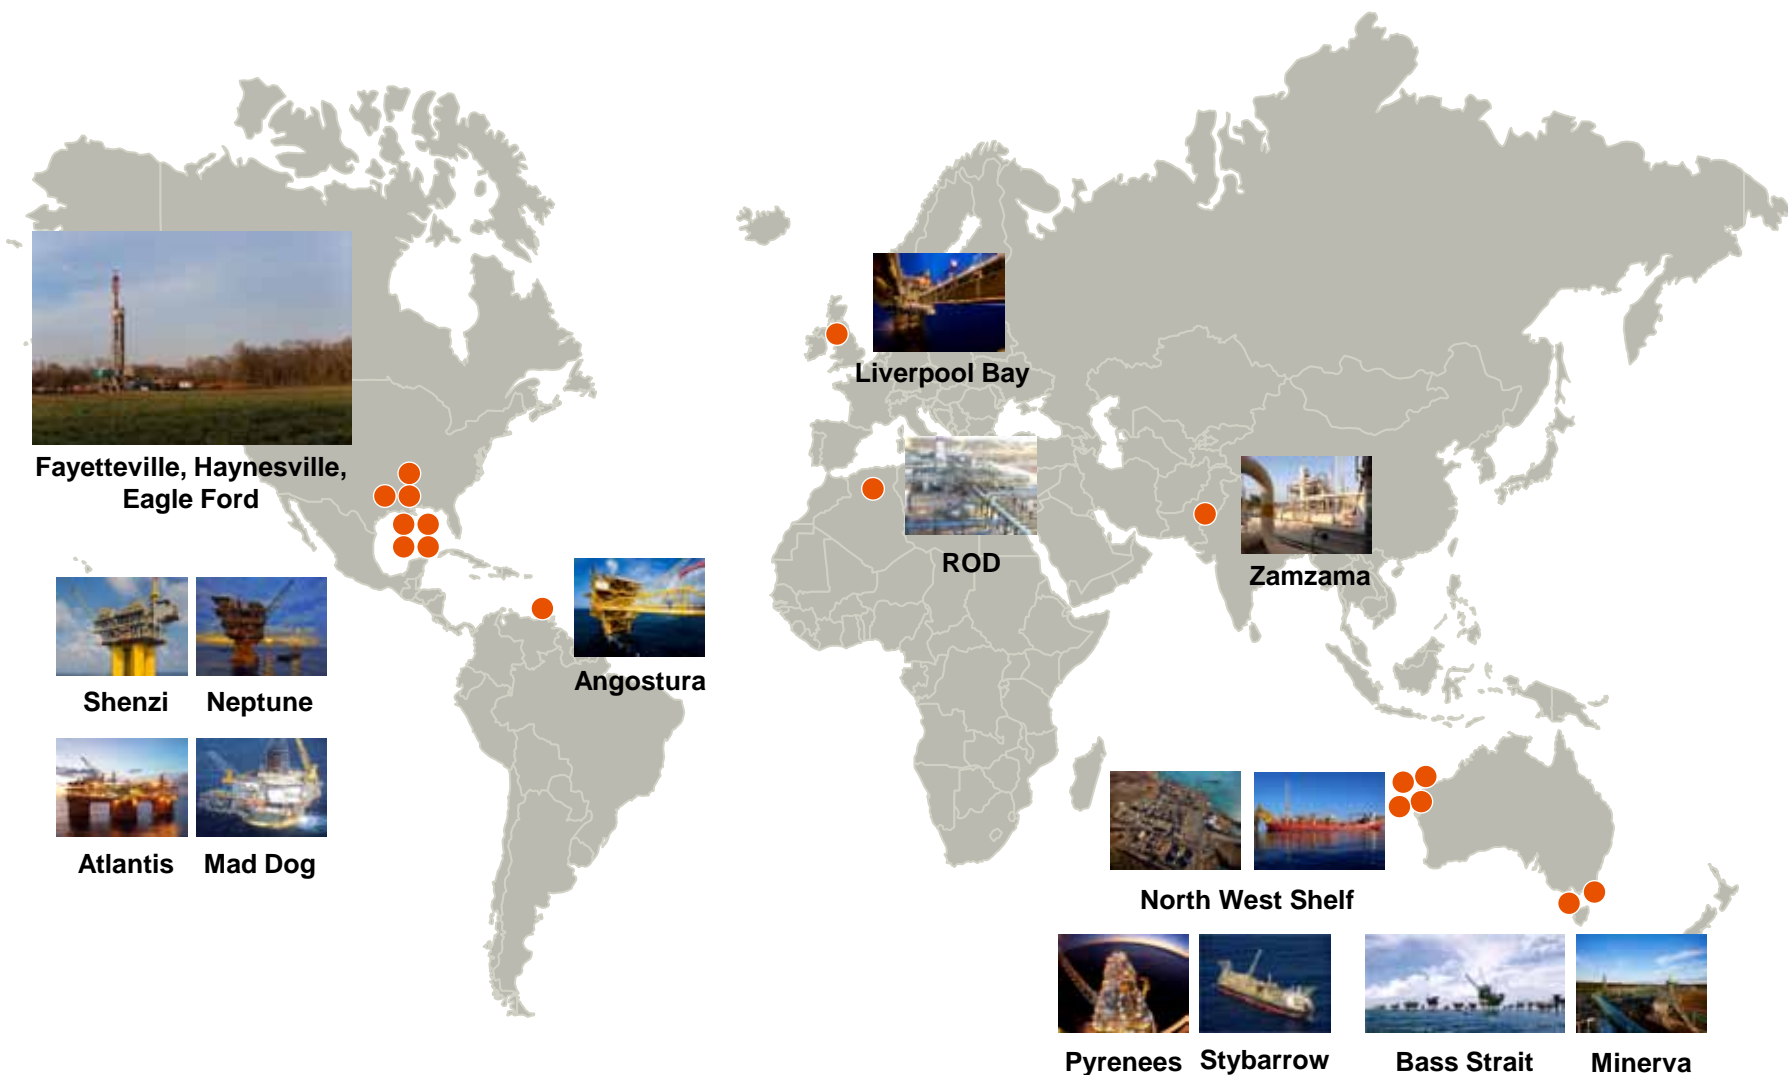 Liverpool Bay
Fayetteville, Haynesville,
Eagle Ford
ROD
Zamzama
Angostura
Shenzi
Neptune
Atlantis
Mad Dog
North West Shelf
Pyrenees
Stybarrow
Bass Strait
Minerva